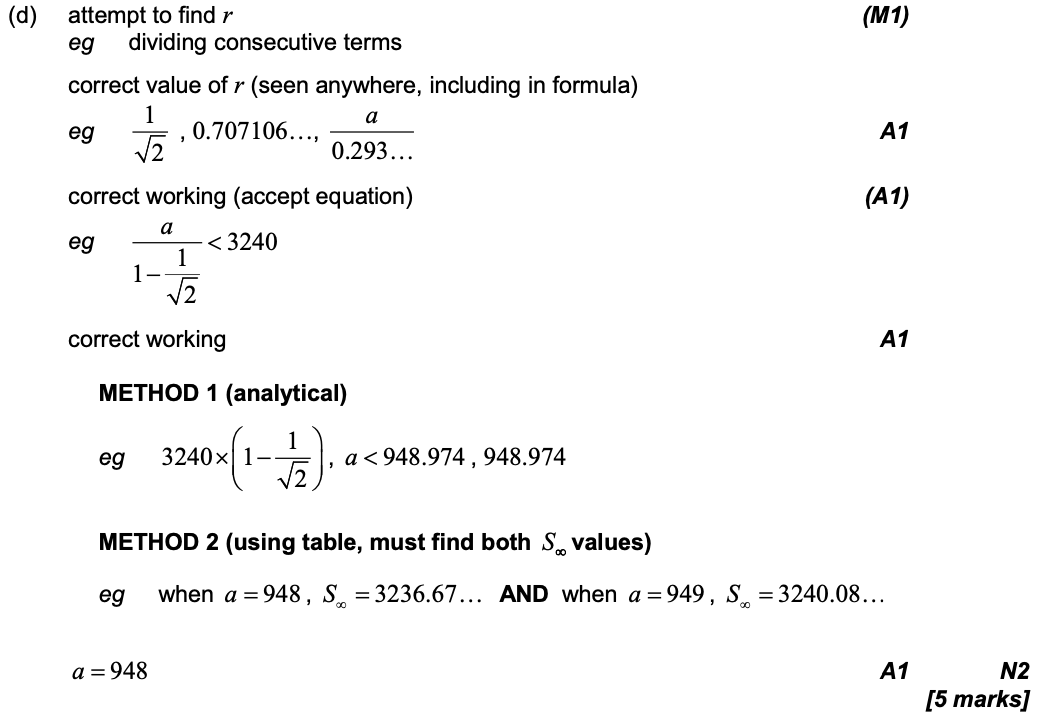 (d) attempt to find r (M1)
eg dividing consecutive terms
correct value of r (seen anywhere, including in formula)
eg 1/√2 , 0.707106…, a/0.293… A1
correct working (accept equation) (A1)
eg a/(1−1/√2) < 3240
correct working A1
METHOD 1 (analytical)
eg 3240×(1−1/√2), a < 948.974 , 948.974
METHOD 2 (using table, must find both S∞ values)
eg when a = 948 , S∞ = 3236.67… AND when a = 949 , S∞ = 3240.08…
a = 948 A1 N2
[5 marks]